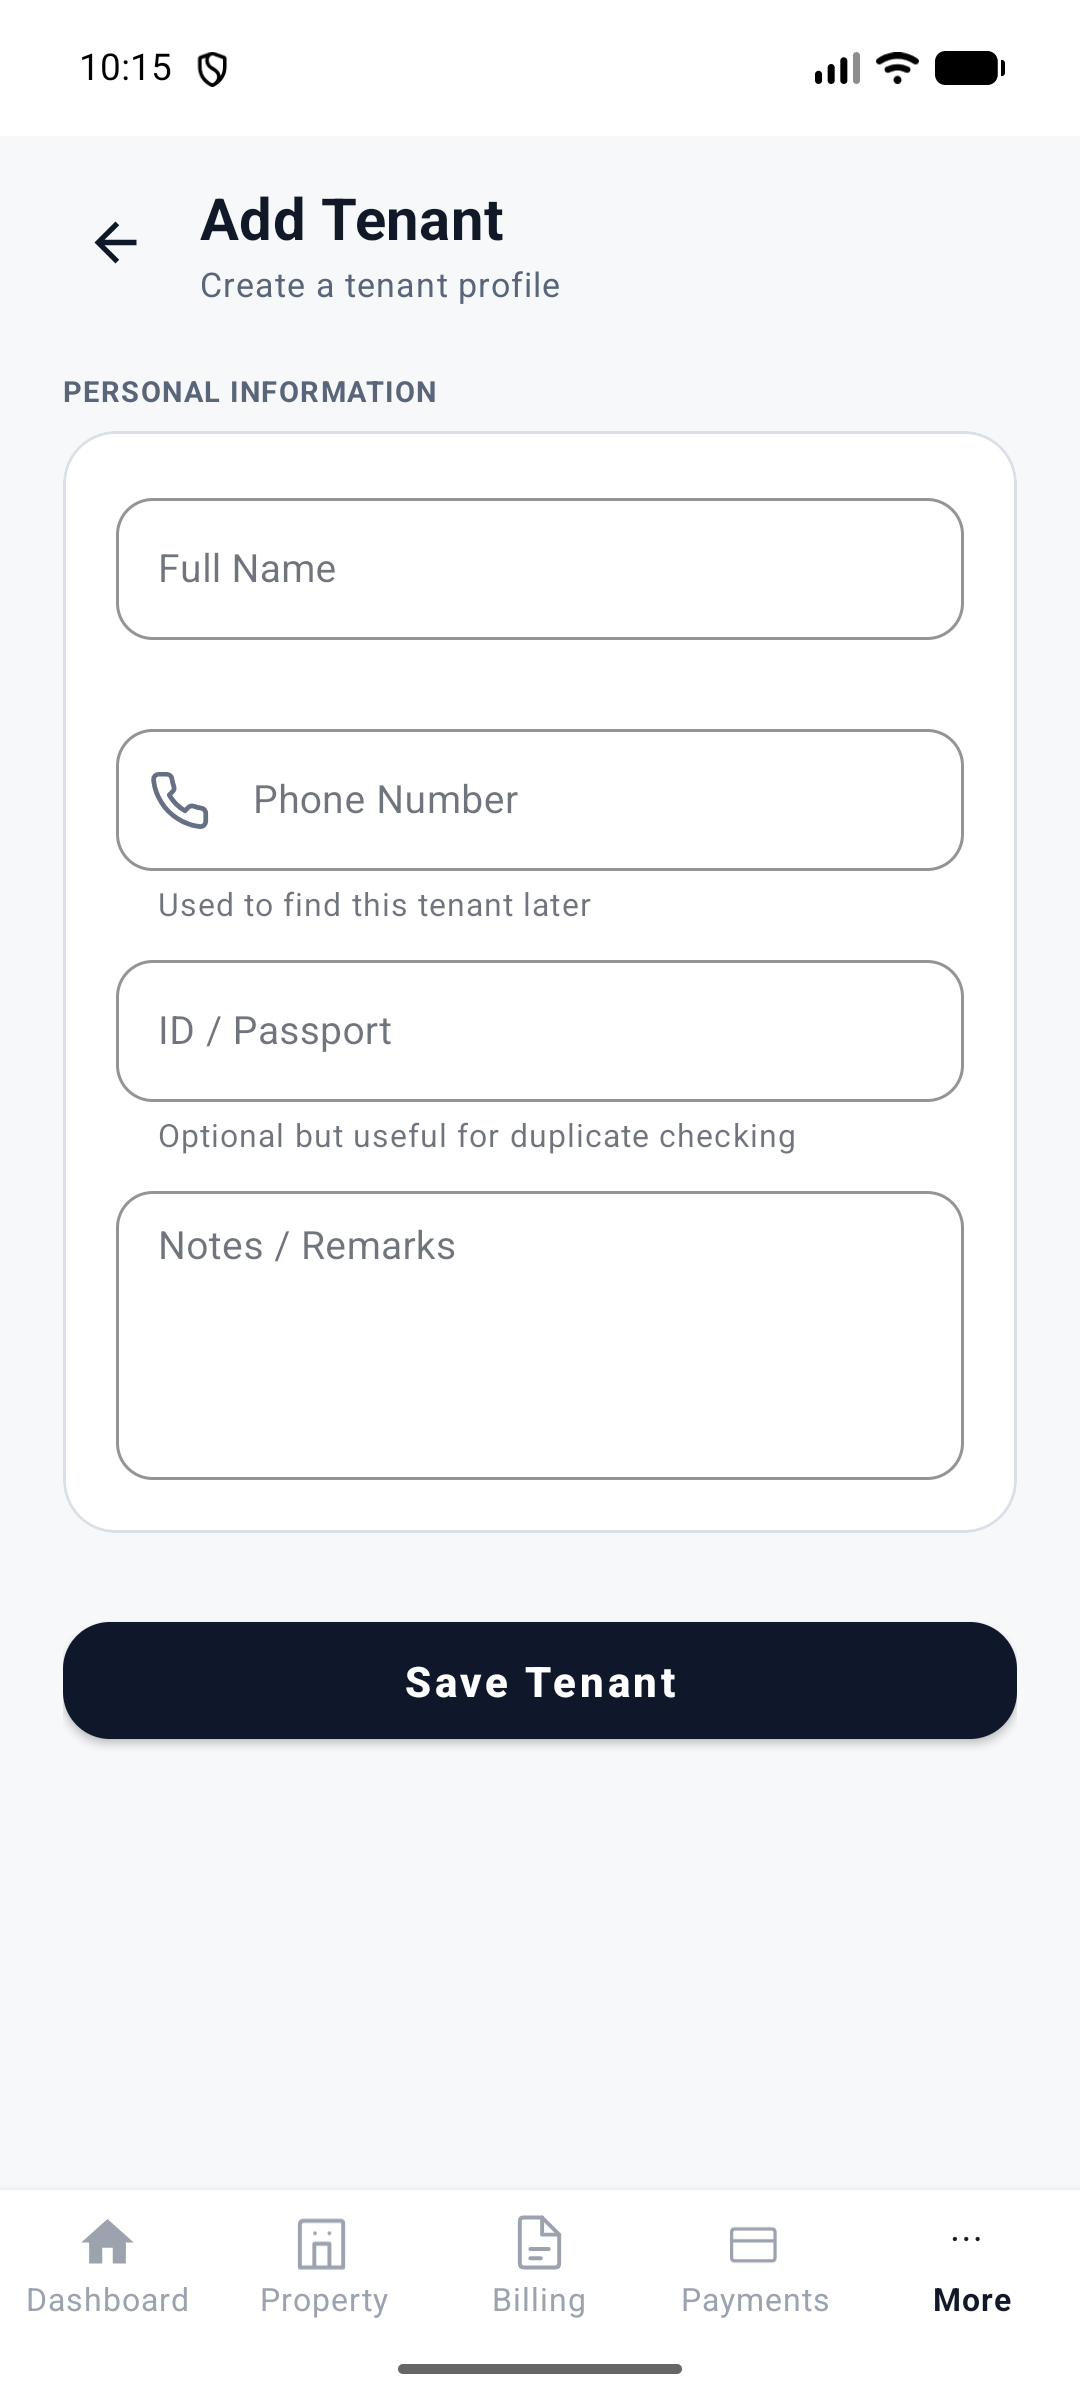 10:15
Add Tenant
Create a tenant profile
PERSONAL INFORMATION
Full Name
Phone Number
Used to find this tenant later
ID / Passport
Optional but useful for duplicate checking
Notes / Remarks
Save Tenant
Dashboard Property Billing Payments More